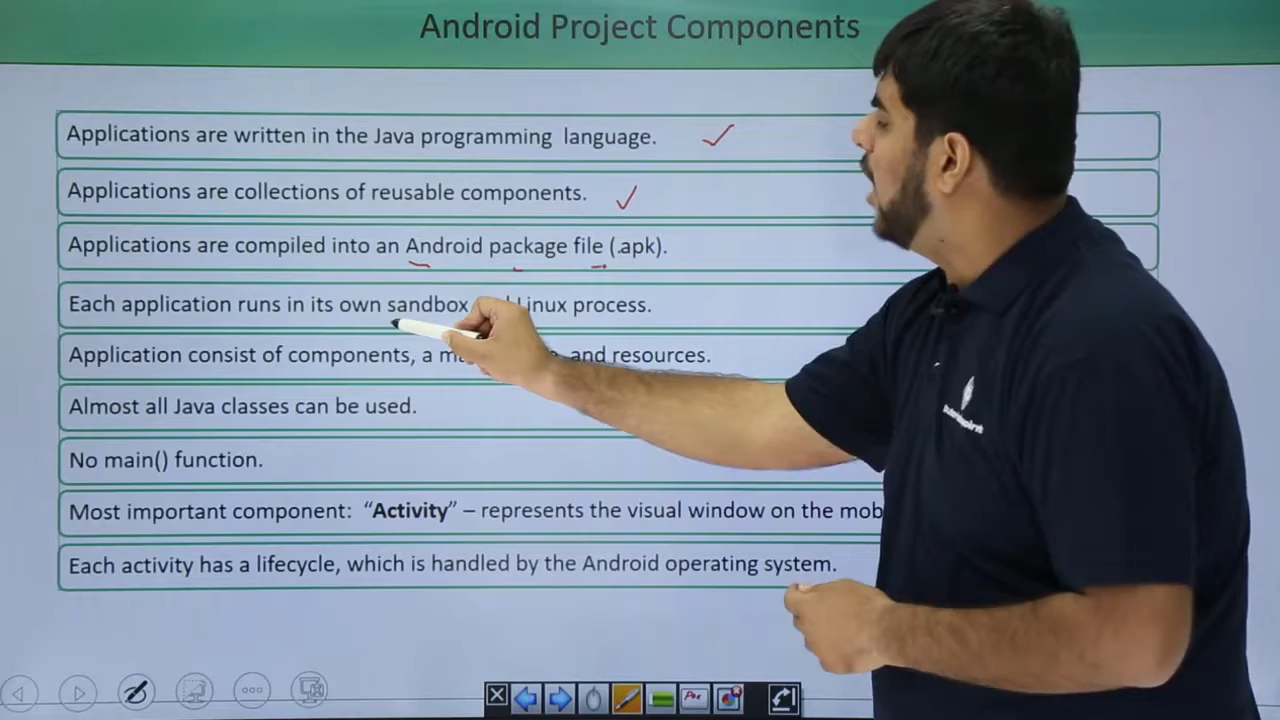 Android Project Components
Applications are written in the Java programming language.
Applications are collections of reusable components.
Applications are compiled into an Android package file (.apk).
Each application runs in its own sandbox Linux process.
Application consist of components, a and resources.
Almost all Java classes can be used.
No main() function.
Most important component: “Activity” – represents the visual window on the mob
Each activity has a lifecycle, which is handled by the Android operating system.